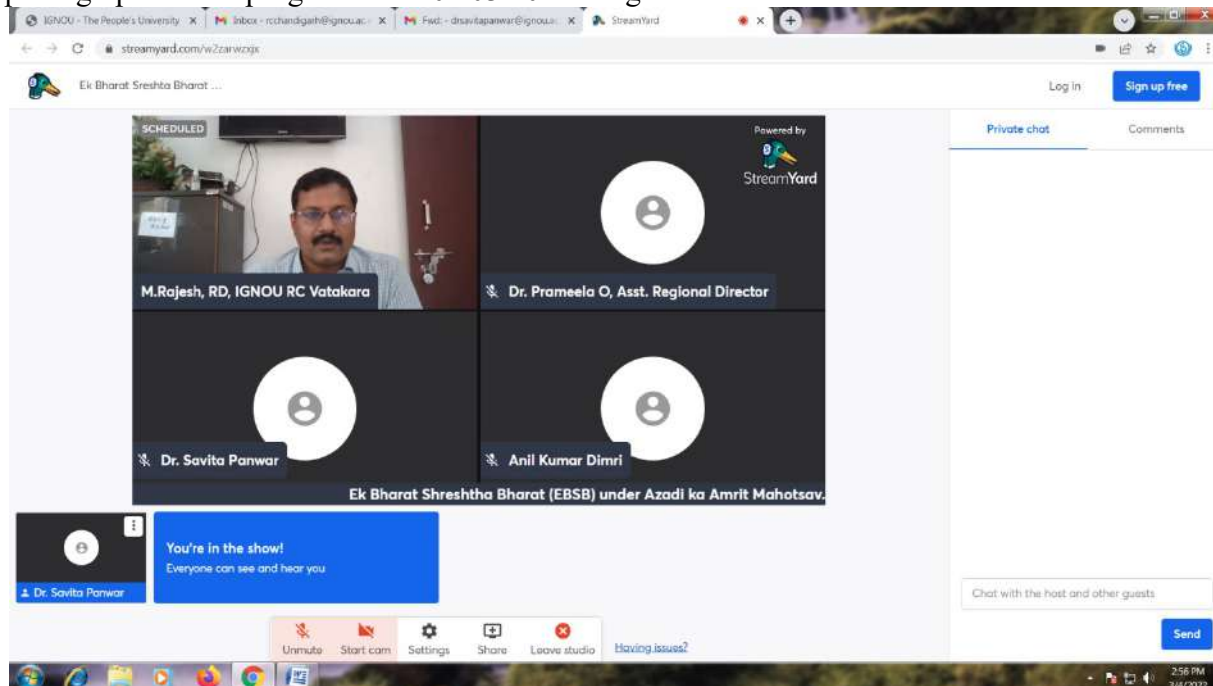 IGNOU - The People's University
Inbox - rcchandigarh@ignou.ac.
Fwd: - drsavitapanwar@ignou.ac.
StreamYard
streamyard.com/w2zarwzxjx
Ek Bharat Sreshta Bharat ...
Log in
Sign up free
SCHEDULED
Powered by
StreamYard
Private chat
Comments
M.Rajesh, RD, IGNOU RC Vatakara
Dr. Prameela O, Asst. Regional Director
Dr. Savita Panwar
Anil Kumar Dimri
Ek Bharat Shreshtha Bharat (EBSB) under Azadi ka Amrit Mahotsav.
You're in the show!
Everyone can see and hear you
Dr. Savita Panwar
Chat with the host and other guests
Send
Unmute
Start cam
Settings
Share
Leave studio
Having issues?
2:56 PM